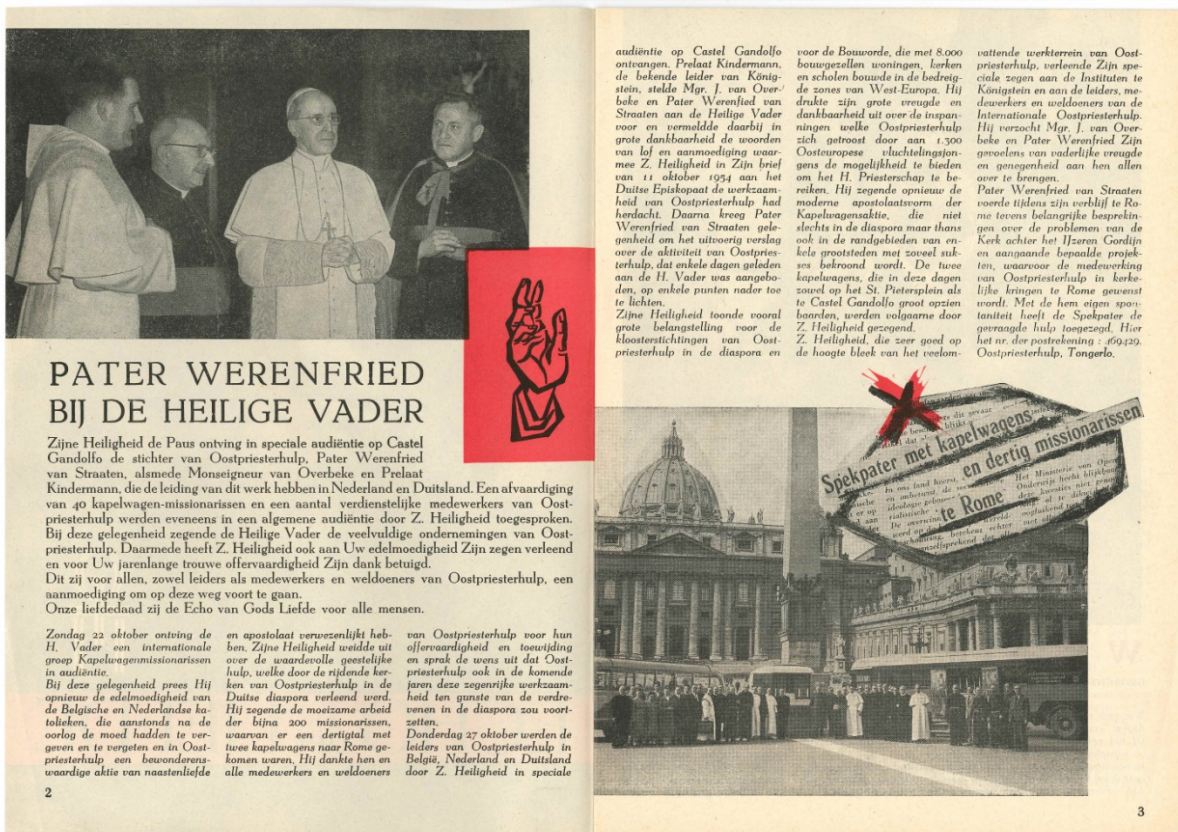 PATER WERENFRIED
BIJ DE HEILIGE VADER
Zijne Heiligheid de Paus ontving in speciale audiëntie op Castel
Gandolfo de stichter van Oostpriesterhulp, Pater Werenfried
van Straaten, alsmede Monseigneur van Overbeke en Prelaat
Kindermann, die de leiding van dit werk hebben in Nederland en Duitsland. Een afvaardiging
van 40 kapelwagen-missionarissen en een aantal verdienstelijke medewerkers van Oost-
priesterhulp werden eveneens in een algemene audiëntie door Z. Heiligheid toegesproken.
Bij deze gelegenheid zegende de Heilige Vader de veelvuldige ondernemingen van Oost-
priesterhulp. Daarmede heeft Z. Heiligheid ook aan Uw edelmoedigheid Zijn zegen verleend
en voor Uw jarenlange trouwe offervaardigheid Zijn dank betuigd.
Dit zij voor allen, zowel leiders als medewerkers en weldoeners van Oostpriesterhulp, een
aanmoediging om op deze weg voort te gaan.
Onze liefdedaad zij de Echo van Gods Liefde voor alle mensen.
Zondag 22 oktober ontving de
H. Vader een internationale
groep Kapelwagenmissionarissen
in audiëntie.
Bij deze gelegenheid prees Hij
opnieuw de edelmoedigheid van
de Belgische en Nederlandse ka-
tolieken, die aanstonds na de
oorlog de moed hadden te ver-
geven en te vergeten en in Oost-
priesterhulp een bewonderens-
waardige aktie van naastenliefde
en apostolaat verwezenlijkt heb-
ben. Zijne Heiligheid weidde uit
over de waardevolle geestelijke
hulp, welke door de rijdende ker-
ken van Oostpriesterhulp in de
Duitse diaspora verleend werd.
Hij zegende de moeizame arbeid
der bijna 200 missionarissen,
waarvan er een dertigtal met
twee kapelwagens naar Rome ge-
komen waren. Hij dankte hen en
alle medewerkers en weldoeners
van Oostpriesterhulp voor hun
offervaardigheid en toewijding
en sprak de wens uit dat Oost-
priesterhulp ook in de komende
jaren deze zegenrijke werkzaam-
heid ten gunste van de verdre-
venen in de diaspora zou voort-
zetten.
Donderdag 27 oktober werden de
leiders van Oostpriesterhulp in
België, Nederland en Duitsland
door Z. Heiligheid in speciale
2
audiëntie op Castel Gandolfo
ontvangen. Prelaat Kindermann,
de bekende leider van König-
stein, stelde Mgr. J. van Over-
beke en Pater Werenfied van
Straaten aan de Heilige Vader
voor en vermeldde daarbij in
grote dankbaarheid de woorden
van lof en aanmoediging waar-
mee Z. Heiligheid in Zijn brief
van 11 oktober 1954 aan het
Duitse Episkopaat de werkzaam-
heid van Oostpriesterhulp had
herdacht. Daarna kreeg Pater
Werenfried van Straaten gele-
genheid om het uitvoerig verslag
over de aktiviteit van Oostpries-
terhulp, dat enkele dagen geleden
aan de H. Vader was aangebo-
den, op enkele punten nader toe
te lichten.
Zijne Heiligheid toonde vooral
grote belangstelling voor de
kloosterstichtingen van Oost-
priesterhulp in de diaspora en
voor de Bouworde, die met 8.000
bouwgezellen woningen, kerken
en scholen bouwde in de bedreig-
de zones van West-Europa. Hij
drukte zijn grote vreugde en
dankbaarheid uit over de inspan-
ningen welke Oostpriesterhulp
zich getroost door aan 1.300
Oosteuropese vluchtelingsjon-
gens de mogelijkheid te bieden
om het H. Priesterschap te be-
reiken. Hij zegende opnieuw de
moderne apostolaatsvorm der
Kapelwagensaktie, die niet
slechts in de diaspora maar thans
ook in de randgebieden van en-
kele grootsteden met zoveel suk-
ses bekroond wordt. De twee
kapelwagens, die in deze dagen
zowel op het St. Pietersplein als
te Castel Gandolfo groot opzien
baarden, werden volgaarne door
Z. Heiligheid gezegend.
Z. Heiligheid, die zeer goed op
de hoogte bleek van het veelom-
vattende werkterrein van Oost-
priesterhulp, verleende Zijn spe-
ciale zegen aan de Instituten te
Königstein en aan de leiders, me-
dewerkers en weldoeners van de
Internationale Oostpriesterhulp.
Hij verzocht Mgr. J. van Over-
beke en Pater Werenfried Zijn
gevoelens van vaderlijke vreugde
en genegenheid aan hen allen
over te brengen.
Pater Werenfried van Straaten
voerde tijdens zijn verblijf te Ro-
me tevens belangrijke besprekin-
gen over de problemen van de
Kerk achter het IJzeren Gordijn
en aangaande bepaalde projek-
ten, waarvoor de medewerking
van Oostpriesterhulp in kerke-
lijke kringen te Rome gewenst
wordt. Met de hem eigen spon-
taniteit heeft de Spekpater de
gevraagde hulp toegezegd. Hier
het nr. der postrekening : 469429.
Oostpriesterhulp, Tongerlo.
Spekpater met kapelwagens
en dertig missionarissen
te Rome
3